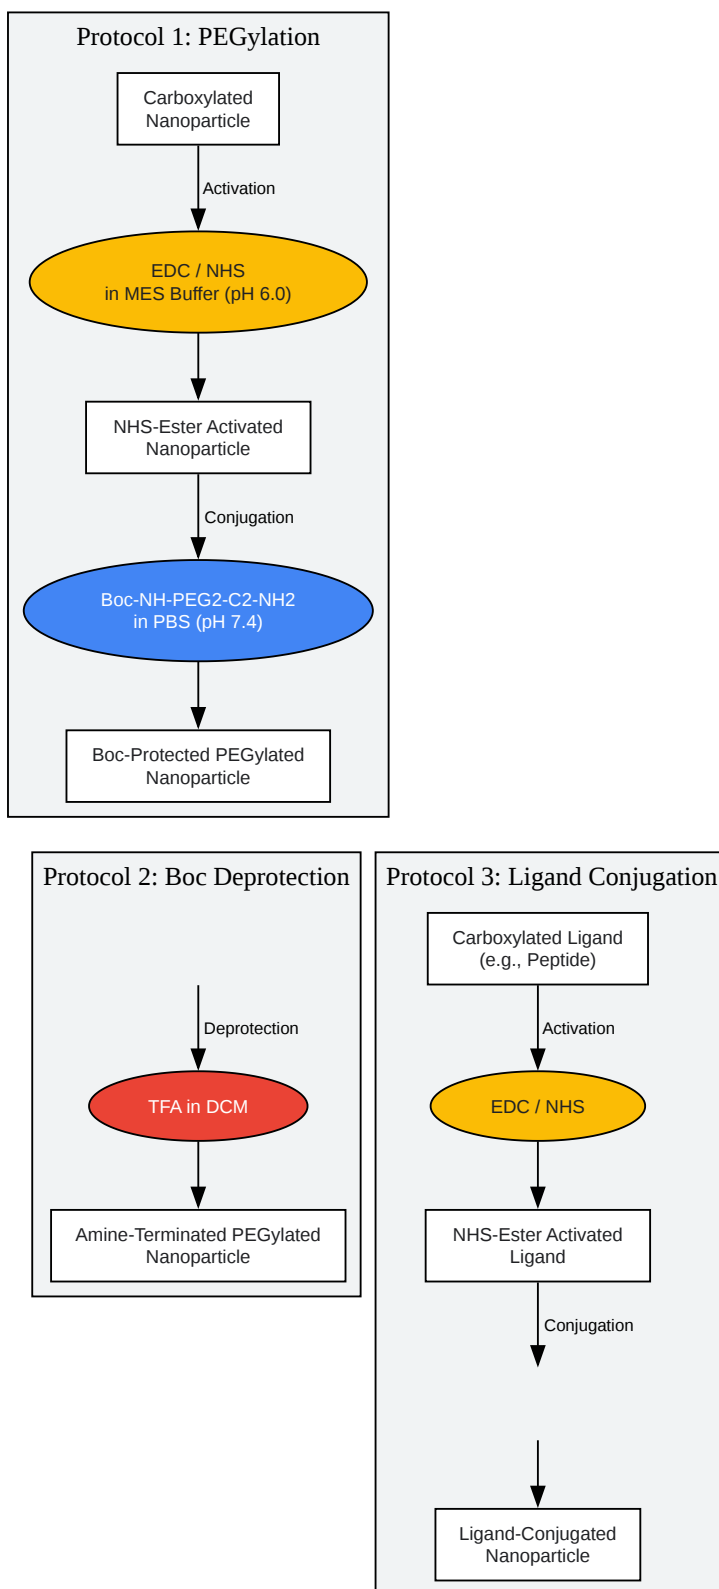 Protocol 1: PEGylation
Carboxylated
Nanoparticle
Activation
EDC / NHS
in MES Buffer (pH 6.0)
NHS-Ester Activated
Nanoparticle
Conjugation
Boc-NH-PEG2-C2-NH2
in PBS (pH 7.4)
Boc-Protected PEGylated
Nanoparticle
Protocol 2: Boc Deprotection
Deprotection
TFA in DCM
Amine-Terminated PEGylated
Nanoparticle
Protocol 3: Ligand Conjugation
Carboxylated Ligand
(e.g., Peptide)
Activation
EDC / NHS
NHS-Ester Activated
Ligand
Conjugation
Ligand-Conjugated
Nanoparticle